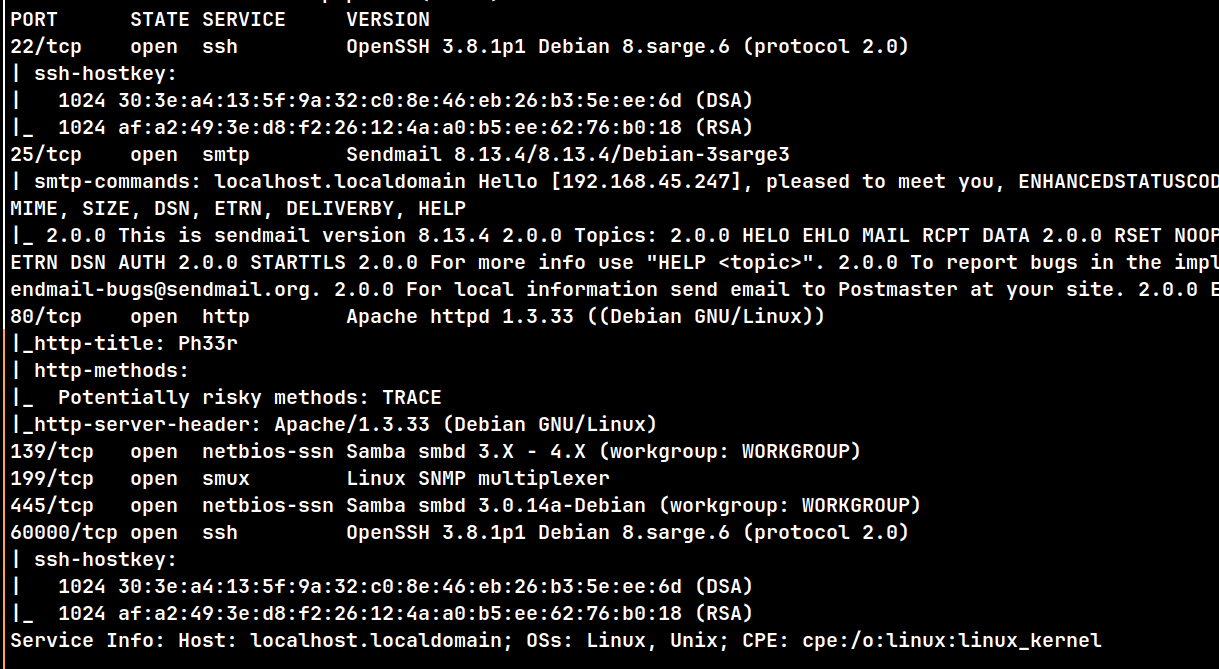 PORT      STATE SERVICE     VERSION
22/tcp    open  ssh         OpenSSH 3.8.1p1 Debian 8.sarge.6 (protocol 2.0)
| ssh-hostkey:
|   1024 30:3e:a4:13:5f:9a:32:c0:8e:46:eb:26:b3:5e:ee:6d (DSA)
|_  1024 af:a2:49:3e:d8:f2:26:12:4a:a0:b5:ee:62:76:b0:18 (RSA)
25/tcp    open  smtp        Sendmail 8.13.4/8.13.4/Debian-3sarge3
| smtp-commands: localhost.localdomain Hello [192.168.45.247], pleased to meet you, ENHANCEDSTATUSCOD
MIME, SIZE, DSN, ETRN, DELIVERBY, HELP
|_ 2.0.0 This is sendmail version 8.13.4 2.0.0 Topics: 2.0.0 HELO EHLO MAIL RCPT DATA 2.0.0 RSET NOOP
ETRN DSN AUTH 2.0.0 STARTTLS 2.0.0 For more info use "HELP <topic>". 2.0.0 To report bugs in the impl
endmail-bugs@sendmail.org. 2.0.0 For local information send email to Postmaster at your site. 2.0.0 E
80/tcp    open  http        Apache httpd 1.3.33 ((Debian GNU/Linux))
|_http-title: Ph33r
| http-methods:
|_  Potentially risky methods: TRACE
|_http-server-header: Apache/1.3.33 (Debian GNU/Linux)
139/tcp   open  netbios-ssn Samba smbd 3.X - 4.X (workgroup: WORKGROUP)
199/tcp   open  smux        Linux SNMP multiplexer
445/tcp   open  netbios-ssn Samba smbd 3.0.14a-Debian (workgroup: WORKGROUP)
60000/tcp open  ssh         OpenSSH 3.8.1p1 Debian 8.sarge.6 (protocol 2.0)
| ssh-hostkey:
|   1024 30:3e:a4:13:5f:9a:32:c0:8e:46:eb:26:b3:5e:ee:6d (DSA)
|_  1024 af:a2:49:3e:d8:f2:26:12:4a:a0:b5:ee:62:76:b0:18 (RSA)
Service Info: Host: localhost.localdomain; OSs: Linux, Unix; CPE: cpe:/o:linux:linux_kernel